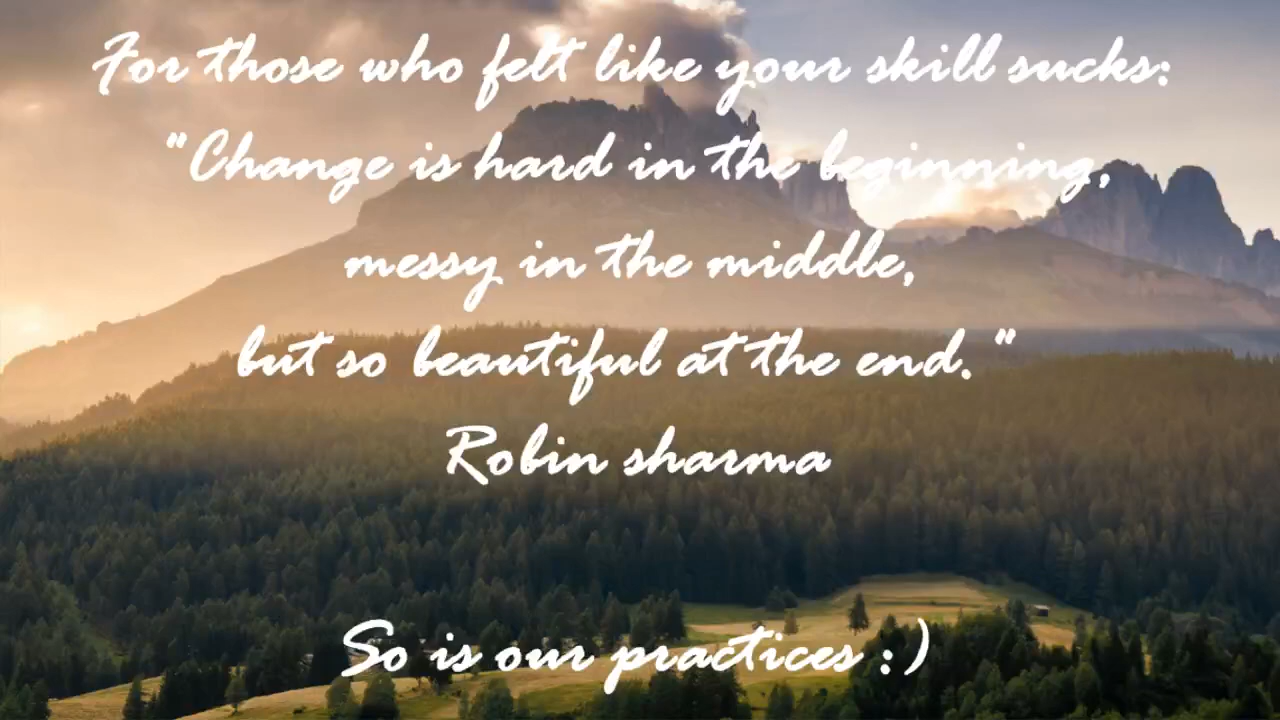 For those who felt like your skill sucks:
"Change is hard in the beginning,
messy in the middle,
but so beautiful at the end."
Robin sharma
So is our practices :)